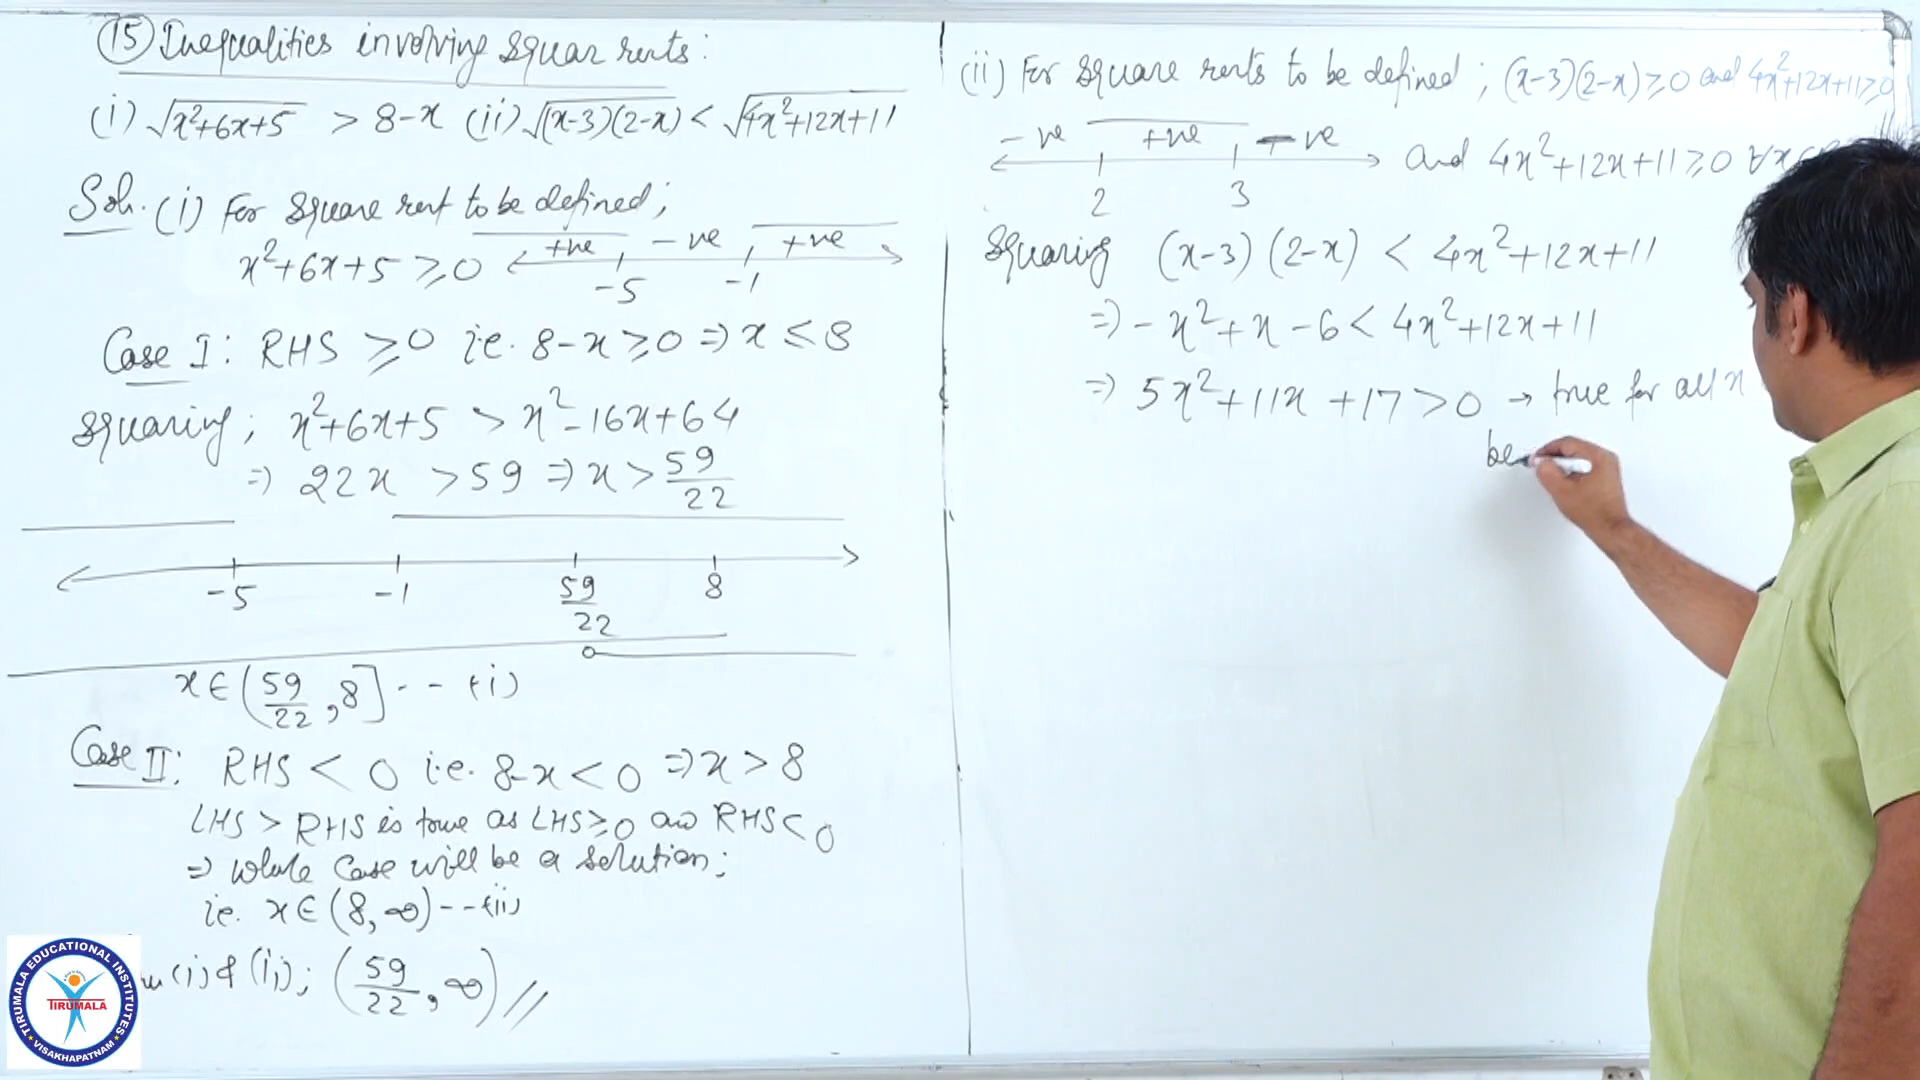 (15) Inequalities involving Squar roots:
(i) √x²+6x+5 > 8-x (ii) √(x-3)(2-x) < √4x²+12x+11
Soln. (i) For Square root to be defined;
x²+6x+5 ≥0
+ve -ve +ve
-5 -1
Case I: RHS ≥0 i.e. 8-x≥0 ⇒ x ≤ 8
Squaring; x²+6x+5 > x²-16x+64
⇒ 22x > 59 ⇒ x > 59/22
-5 -1 59/22 8
x∈(59/22, 8] -- (i)
Case II: RHS < 0 i.e. 8-x < 0 ⇒ x > 8
LHS > RHS is true as LHS≥0 and RHS<0
⇒ Whole Case will be a solution;
i.e. x∈(8, ∞) -- (ii)
(i) & (ii); (59/22, ∞)//
(ii) For Square roots to be defined; (x-3)(2-x)≥0 and 4x²+12x+11≥0
-ve +ve -ve and 4x²+12x+11≥0 ∀x∈
2 3
Squaring (x-3)(2-x) < 4x²+12x+11
⇒ -x²+x-6 < 4x²+12x+11
⇒ 5x²+11x+17>0 → true for all x
be
TIRUMALA EDUCATIONAL INSTITUTES
TIRUMALA
VISAKHAPATNAM